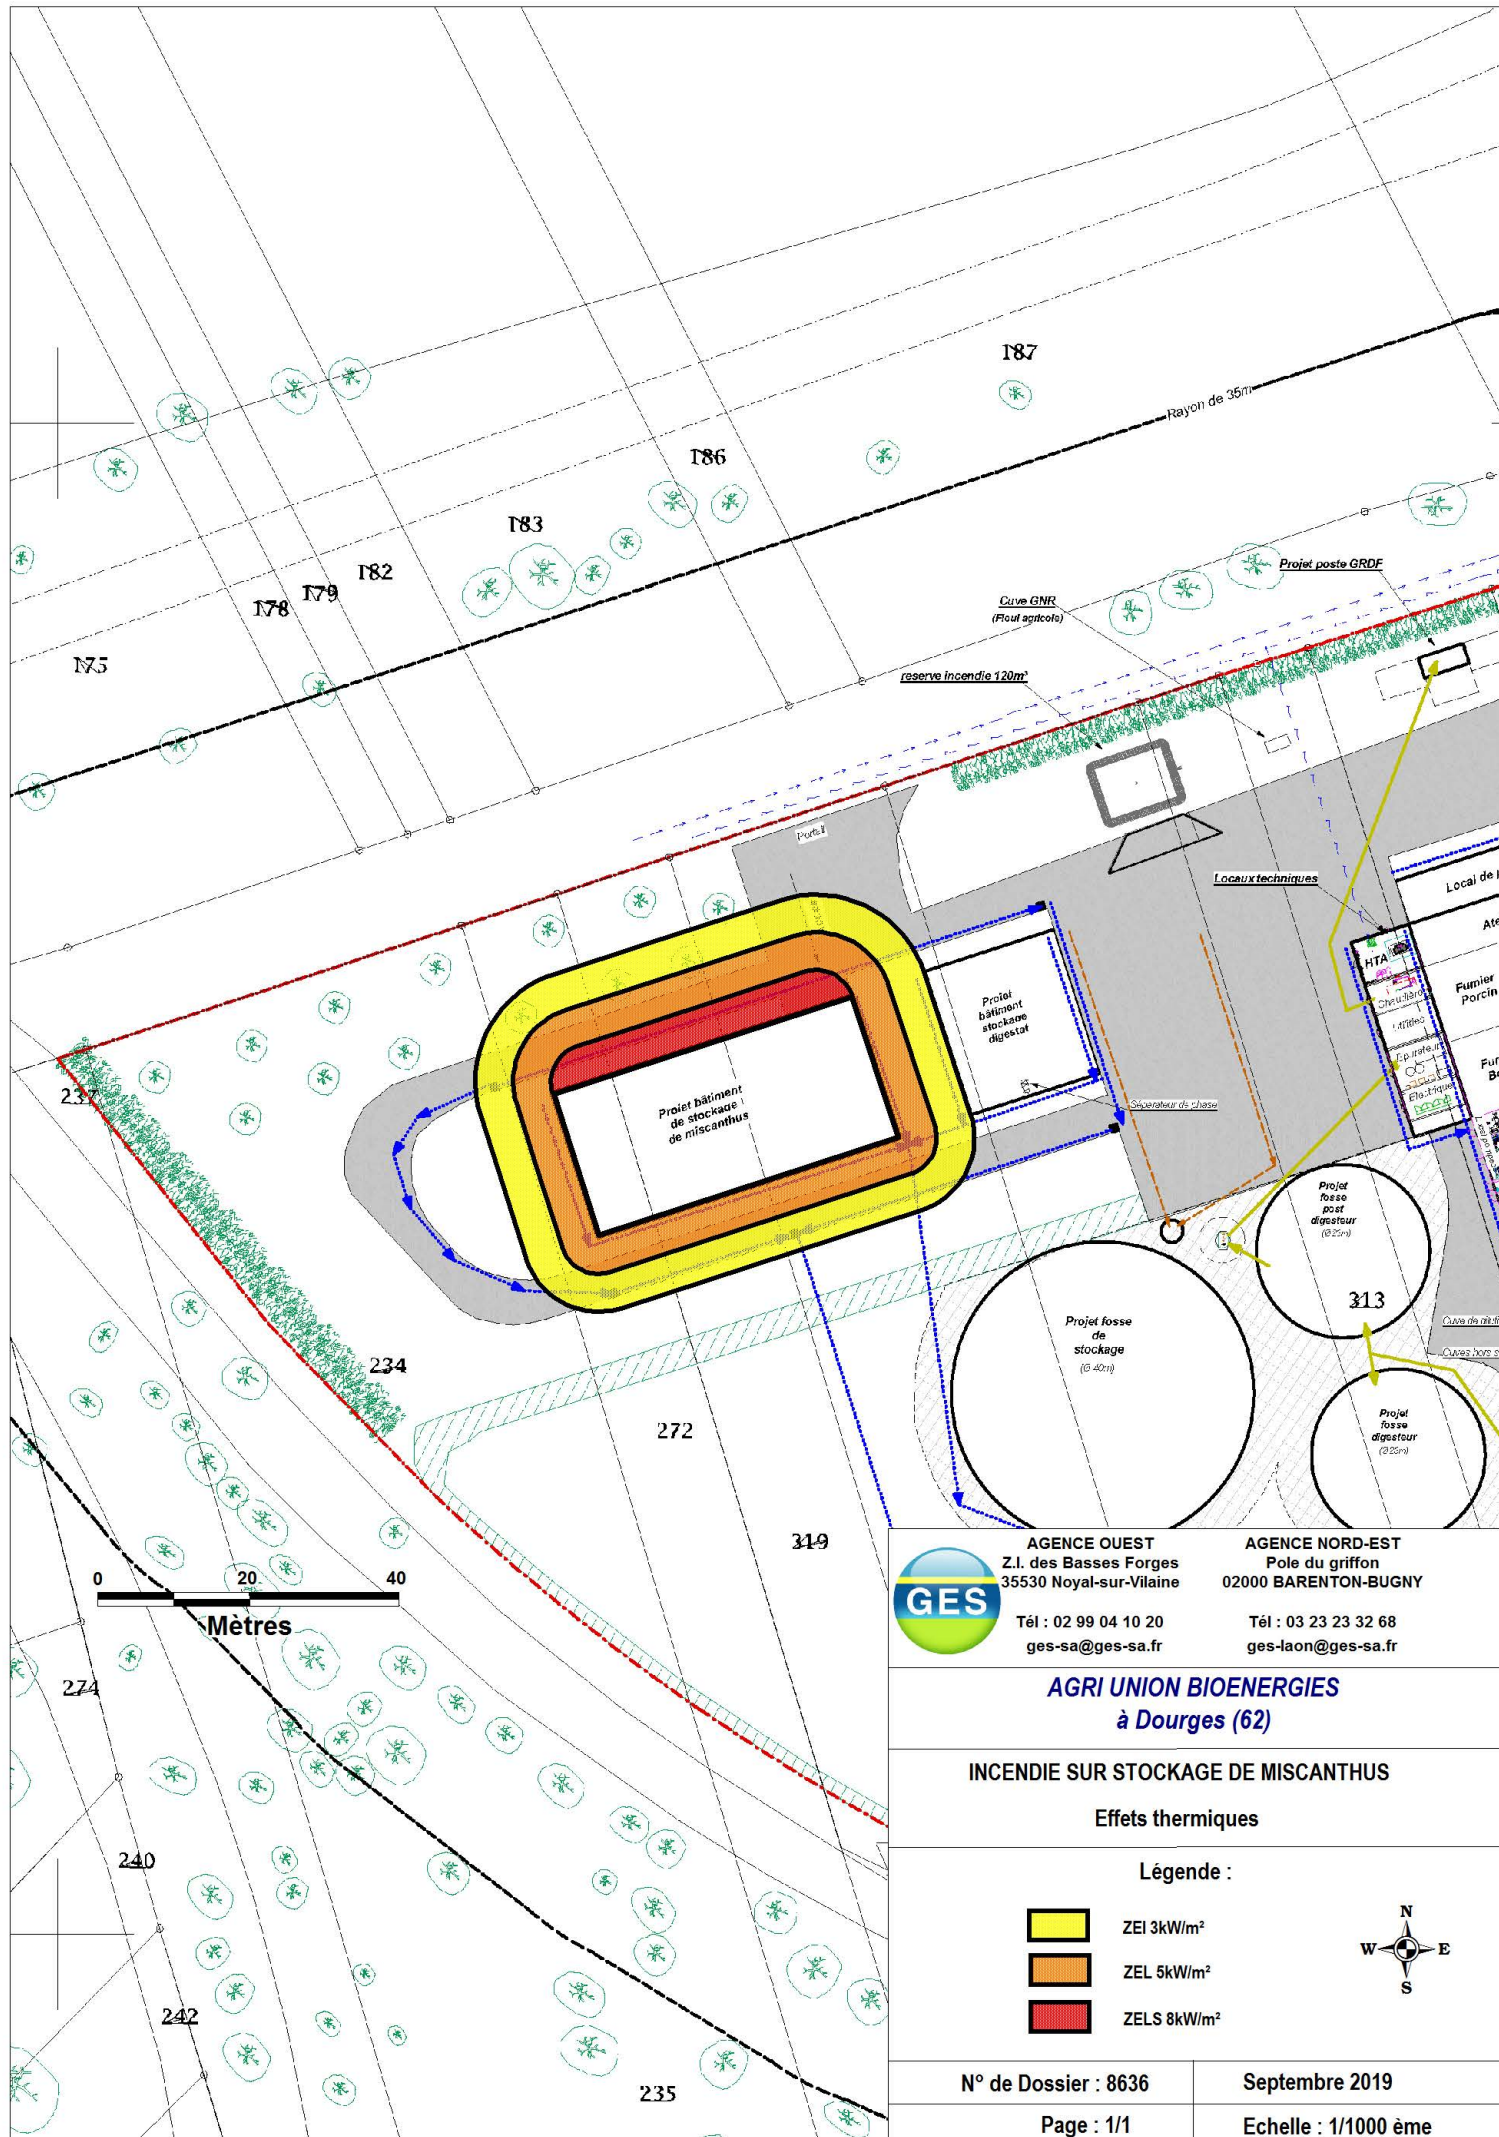 187
Rayon de 35m
186
183
182
179
178
175
Projet poste GRDF
Cuve GNR
(Fioul agricole)
reserve incendie 120m³
Portail
Locaux techniques
Local de
HTA
Chaudière
Utilités
Epurateur
Electrique
Fumier
Porcin
Projet
bâtiment
stockage
digestat
Séparateur de phase
Projet bâtiment
de stockage
de miscanthus
237
234
272
319
Projet
fosse
post
digesteur
313
Projet fosse
de
stockage
(Ø 40m)
Projet
fosse
digesteur
Cuves hors s
0 20 40
Mètres
274
240
242
235
GES
AGENCE OUEST
Z.I. des Basses Forges
35530 Noyal-sur-Vilaine
Tél : 02 99 04 10 20
ges-sa@ges-sa.fr
AGENCE NORD-EST
Pole du griffon
02000 BARENTON-BUGNY
Tél : 03 23 23 32 68
ges-laon@ges-sa.fr
AGRI UNION BIOENERGIES
à Dourges (62)
INCENDIE SUR STOCKAGE DE MISCANTHUS
Effets thermiques
Légende :
ZEI 3kW/m²
ZEL 5kW/m²
ZELS 8kW/m²
N
W E
S
N° de Dossier : 8636
Septembre 2019
Page : 1/1
Echelle : 1/1000 ème